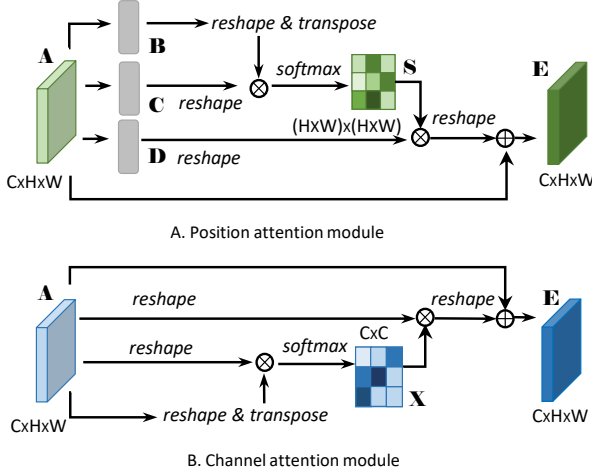 B
reshape & transpose
A
S
E
softmax
C
reshape
(HxW)x(HxW)
reshape
D
reshape
CxHxW
CxHxW
A. Position attention module
A
reshape
reshape
E
CxC
reshape
softmax
X
reshape & transpose
CxHxW
CxHxW
B. Channel attention module